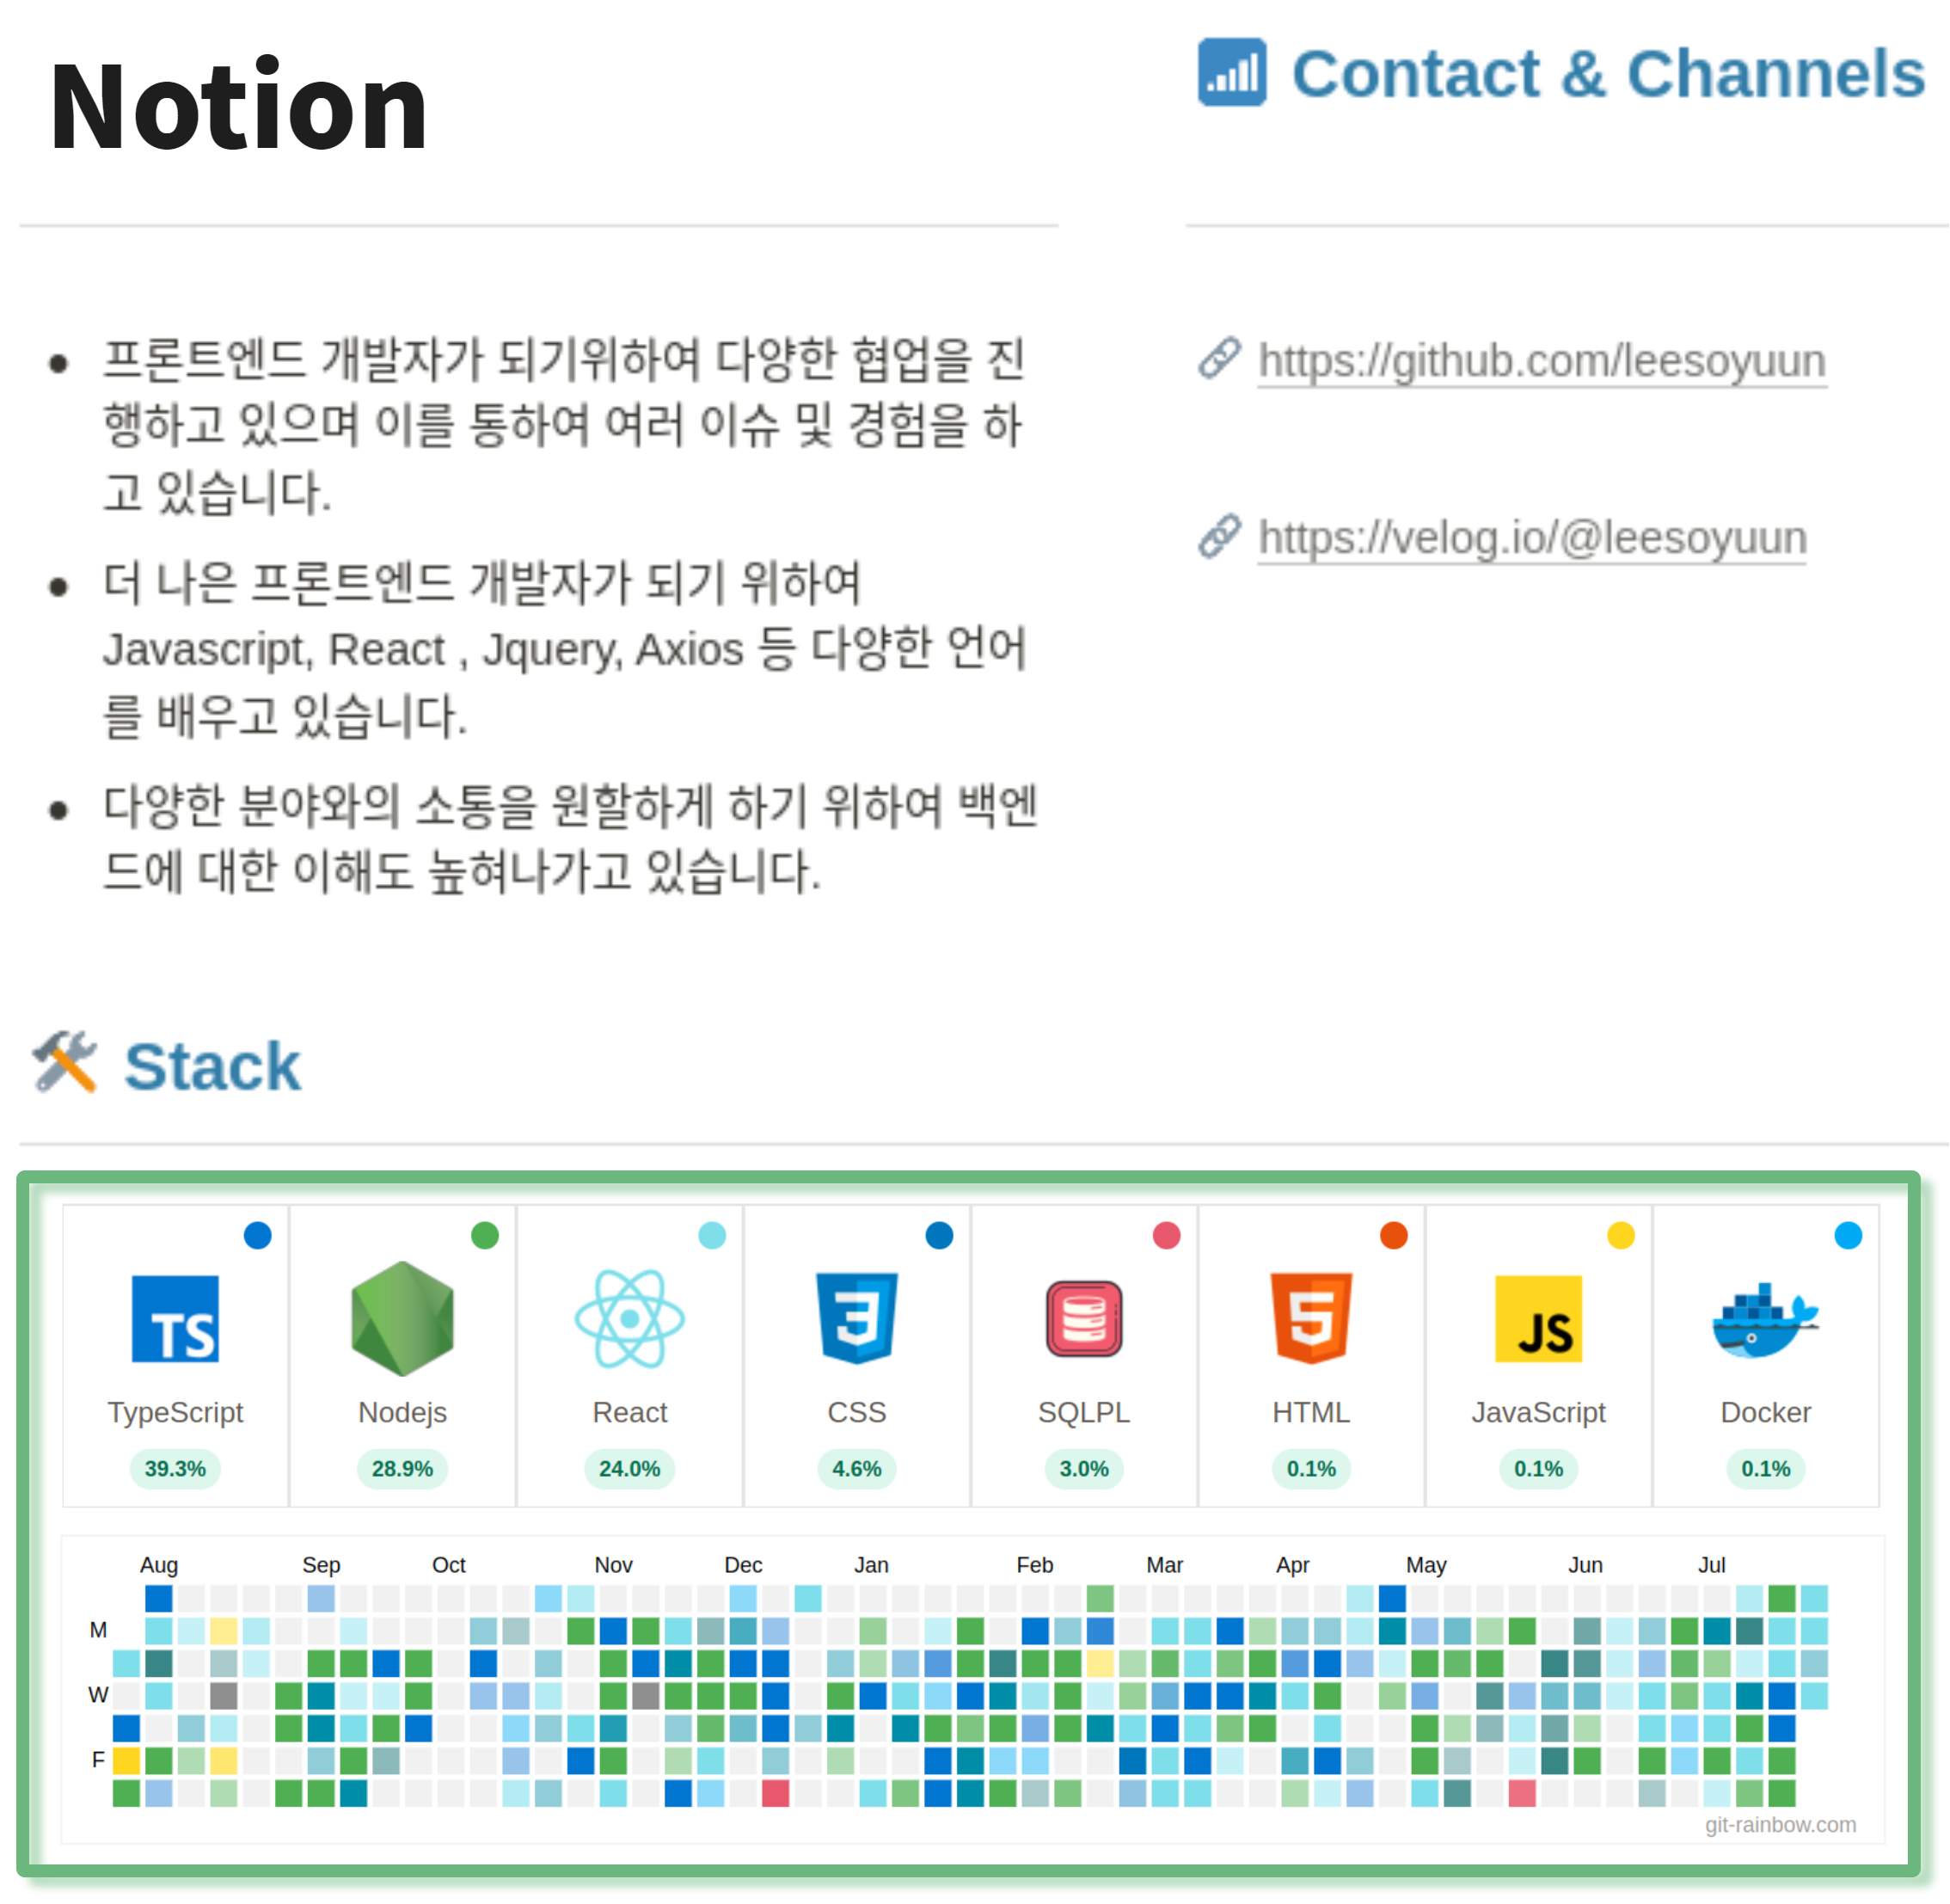 Notion
프론트엔드 개발자가 되기위하여 다양한 협업을 진
행하고 있으며 이를 통하여 여러 이슈 및 경험을 하
고 있습니다.
더 나은 프론트엔드 개발자가 되기 위하여
Javascript, React , Jquery, Axios 등 다양한 언어
를 배우고 있습니다.
다양한 분야와의 소통을 원할하게 하기 위하여 백엔
드에 대한 이해도 높혀나가고 있습니다.
Contact & Channels
https://github.com/leesoyuun
https://velog.io/@leesoyuun
Stack
TS
JS
TypeScript Nodejs React CSS SQLPL HTML JavaScript Docker
39.3% 28.9% 24.0% 4.6% 3.0% 0.1% 0.1% 0.1%
Aug Sep Oct Nov Dec Jan Feb Mar Apr May Jun Jul
M
W
F
git-rainbow.com